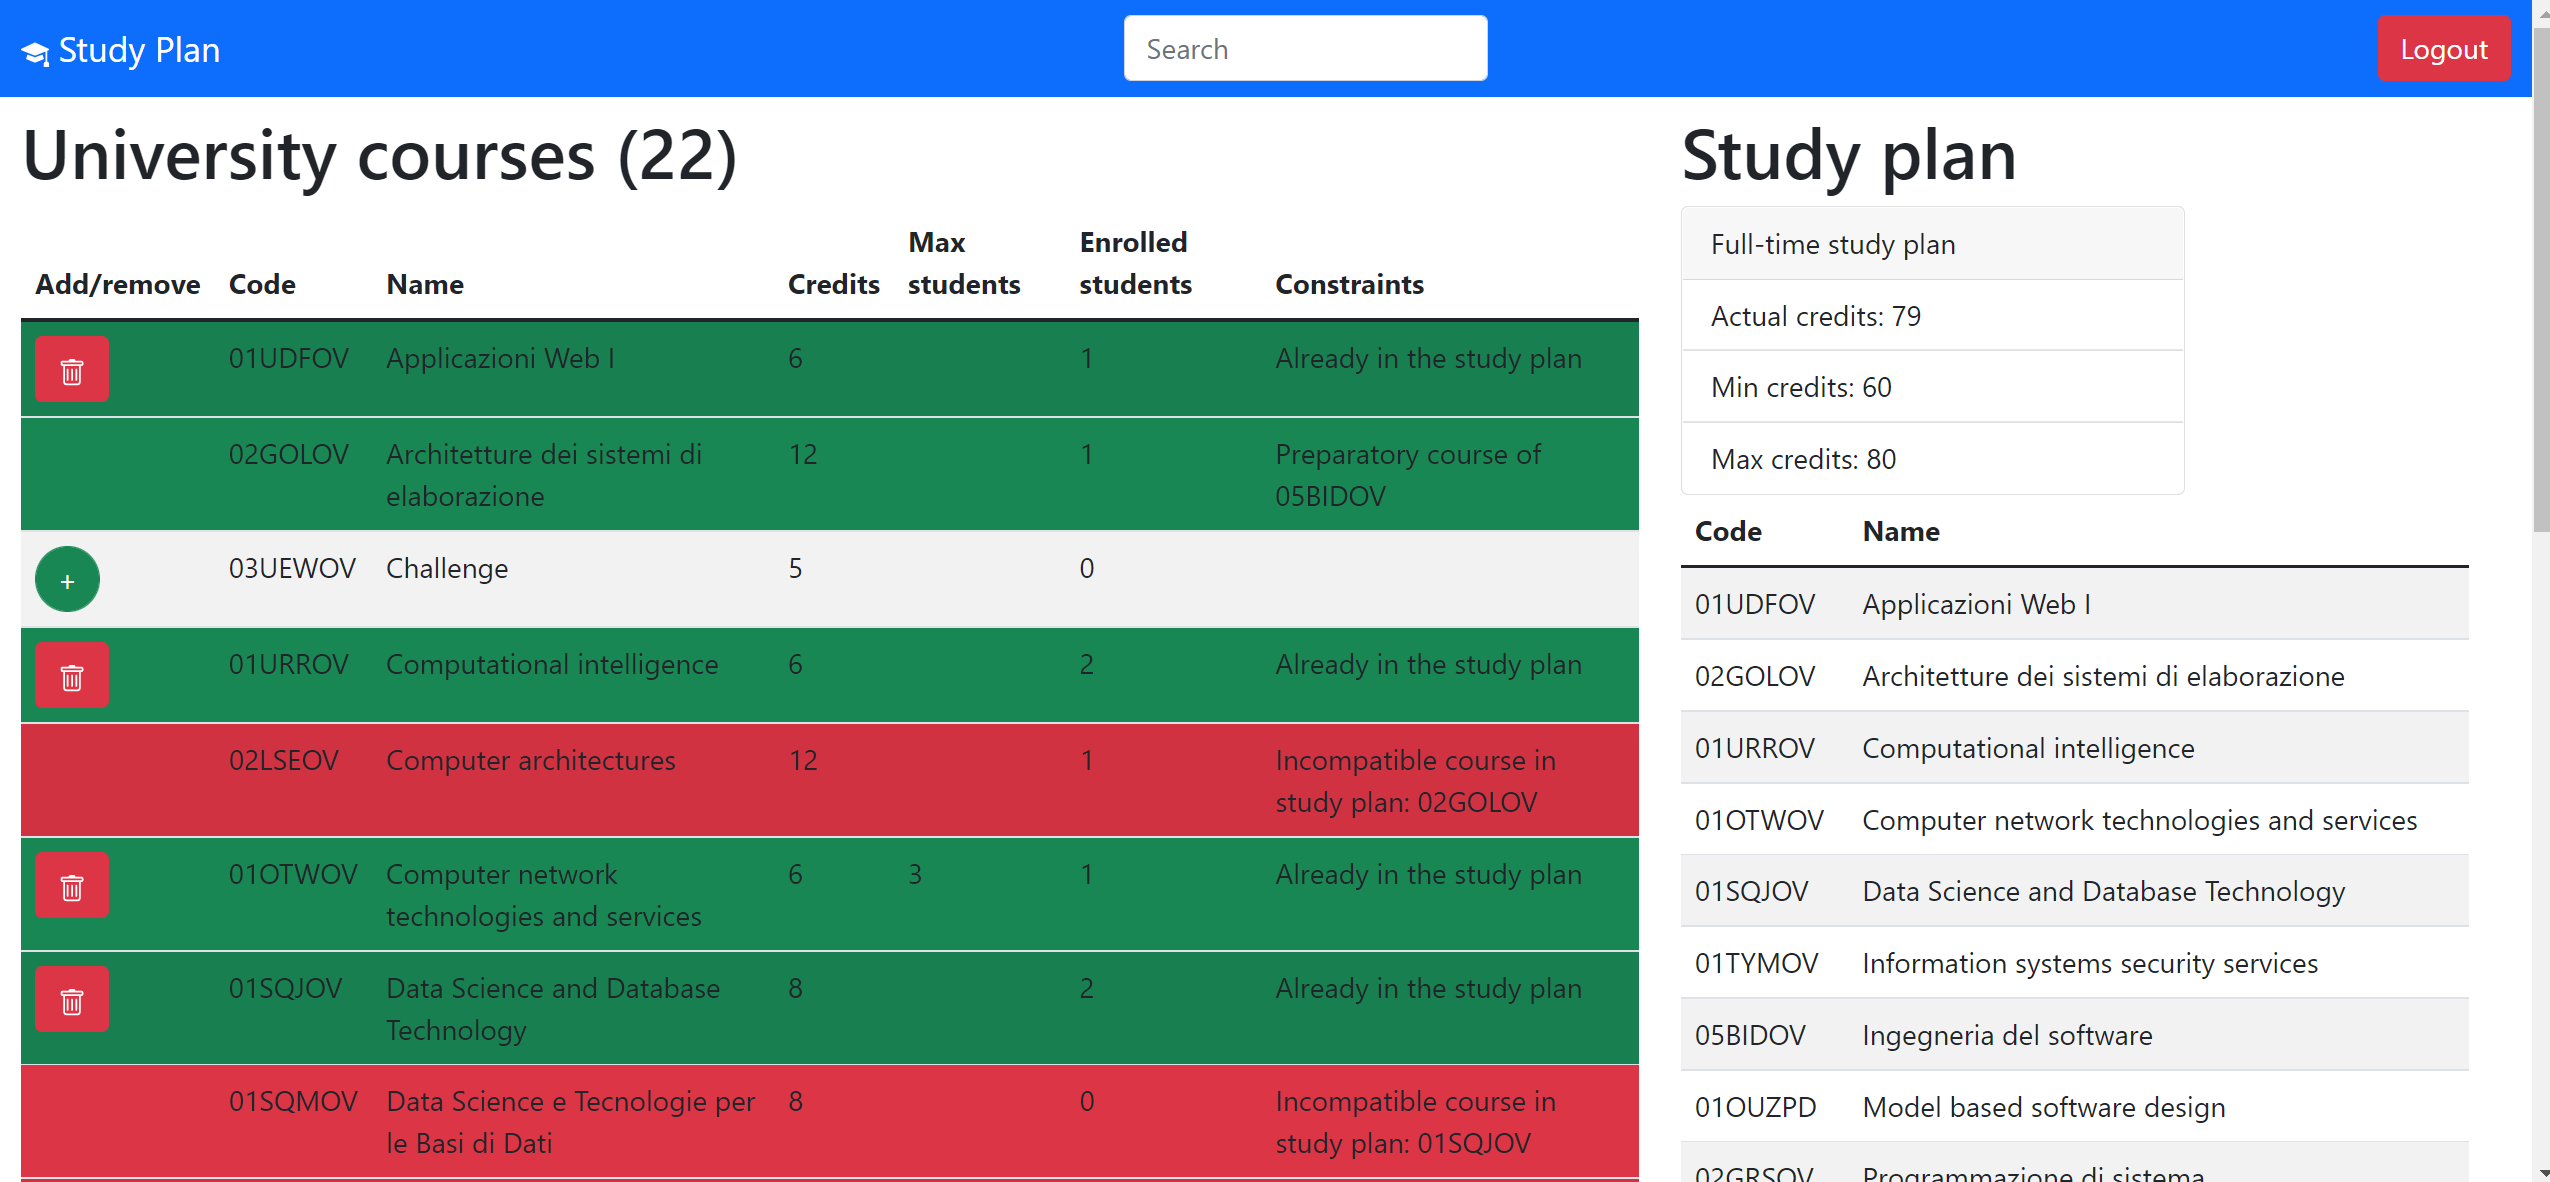 Study Plan
Search
Logout
University courses (22)
Add/remove Code Name Credits Max students Enrolled students Constraints
01UDFOV Applicazioni Web I 6 1 Already in the study plan
02GOLOV Architetture dei sistemi di elaborazione 12 1 Preparatory course of 05BIDOV
+ 03UEWOV Challenge 5 0
01URROV Computational intelligence 6 2 Already in the study plan
02LSEOV Computer architectures 12 1 Incompatible course in study plan: 02GOLOV
01OTWOV Computer network technologies and services 6 3 1 Already in the study plan
01SQJOV Data Science and Database Technology 8 2 Already in the study plan
01SQMOV Data Science e Tecnologie per le Basi di Dati 8 0 Incompatible course in study plan: 01SQJOV
Study plan
Full-time study plan
Actual credits: 79
Min credits: 60
Max credits: 80
Code Name
01UDFOV Applicazioni Web I
02GOLOV Architetture dei sistemi di elaborazione
01URROV Computational intelligence
01OTWOV Computer network technologies and services
01SQJOV Data Science and Database Technology
01TYMOV Information systems security services
05BIDOV Ingegneria del software
01OUZPD Model based software design
02GRSOV Programmazione di sistema